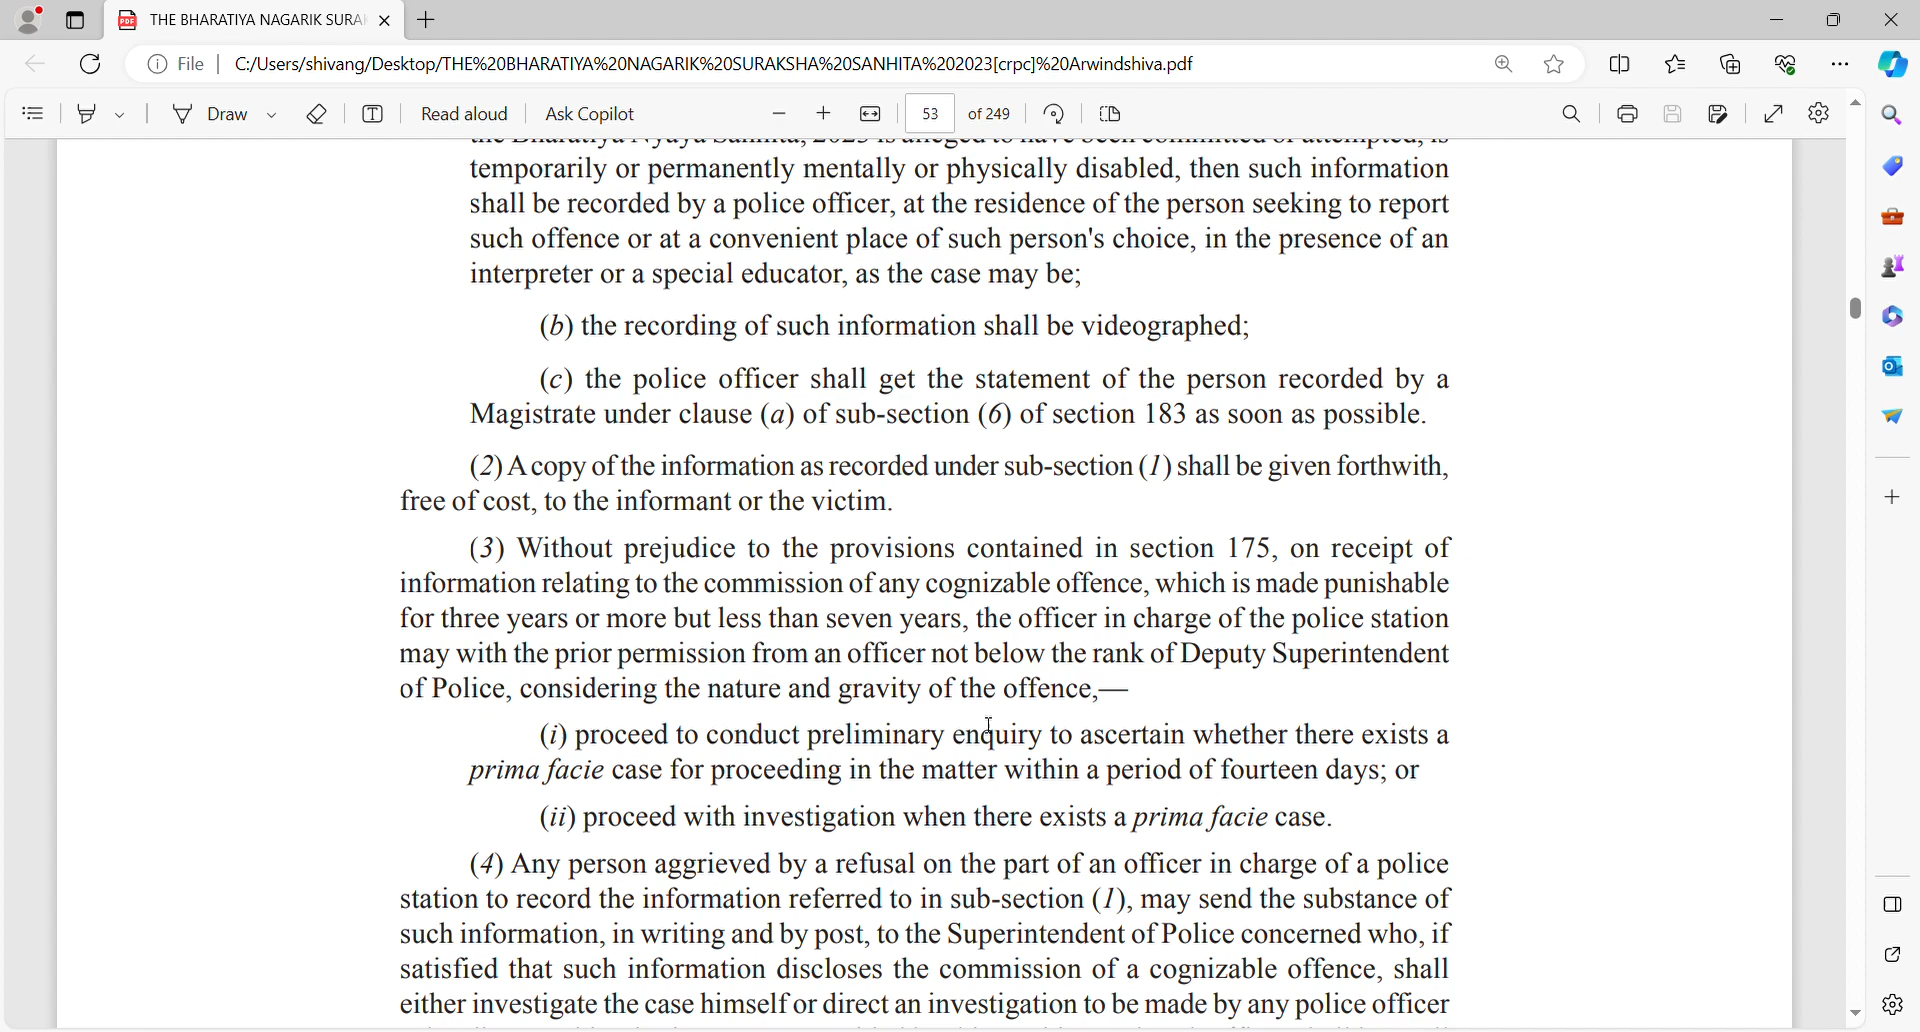 THE BHARATIYA NAGARIK SURA
File
C:/Users/shivang/Desktop/THE%20BHARATIYA%20NAGARIK%20SURAKSHA%20SANHITA%202023[crpc]%20Arwindshiva.pdf
Draw
Read aloud
Ask Copilot
53
of 249
the Bharatiya Nyaya Sanhita, 2023 is alleged to have been committed or attempted, is
temporarily or permanently mentally or physically disabled, then such information
shall be recorded by a police officer, at the residence of the person seeking to report
such offence or at a convenient place of such person's choice, in the presence of an
interpreter or a special educator, as the case may be;
(b) the recording of such information shall be videographed;
(c) the police officer shall get the statement of the person recorded by a
Magistrate under clause (a) of sub-section (6) of section 183 as soon as possible.
(2) A copy of the information as recorded under sub-section (1) shall be given forthwith,
free of cost, to the informant or the victim.
(3) Without prejudice to the provisions contained in section 175, on receipt of
information relating to the commission of any cognizable offence, which is made punishable
for three years or more but less than seven years, the officer in charge of the police station
may with the prior permission from an officer not below the rank of Deputy Superintendent
of Police, considering the nature and gravity of the offence,—
(i) proceed to conduct preliminary enquiry to ascertain whether there exists a
prima facie case for proceeding in the matter within a period of fourteen days; or
(ii) proceed with investigation when there exists a prima facie case.
(4) Any person aggrieved by a refusal on the part of an officer in charge of a police
station to record the information referred to in sub-section (1), may send the substance of
such information, in writing and by post, to the Superintendent of Police concerned who, if
satisfied that such information discloses the commission of a cognizable offence, shall
either investigate the case himself or direct an investigation to be made by any police officer